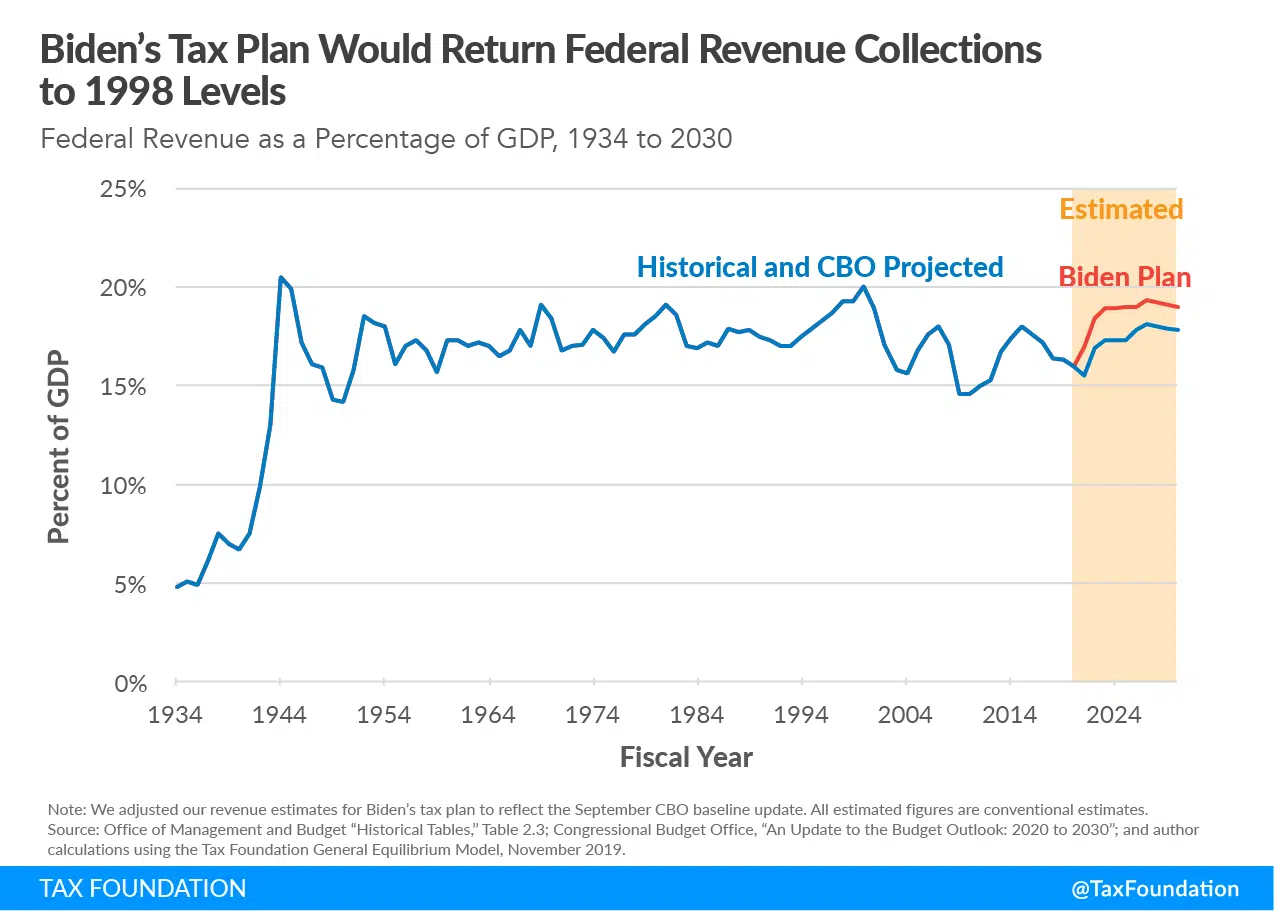 Biden’s Tax Plan Would Return Federal Revenue Collections
to 1998 Levels
Federal Revenue as a Percentage of GDP, 1934 to 2030
25%
Estimated
Historical and CBO Projected
Biden Plan
20%
15%
10%
5%
0%
Percent of GDP
1934 1944 1954 1964 1974 1984 1994 2004 2014 2024
Fiscal Year
Note: We adjusted our revenue estimates for Biden’s tax plan to reflect the September CBO baseline update. All estimated figures are conventional estimates.
Source: Office of Management and Budget “Historical Tables,” Table 2.3; Congressional Budget Office, “An Update to the Budget Outlook: 2020 to 2030”; and author
calculations using the Tax Foundation General Equilibrium Model, November 2019.
TAX FOUNDATION
@TaxFoundation